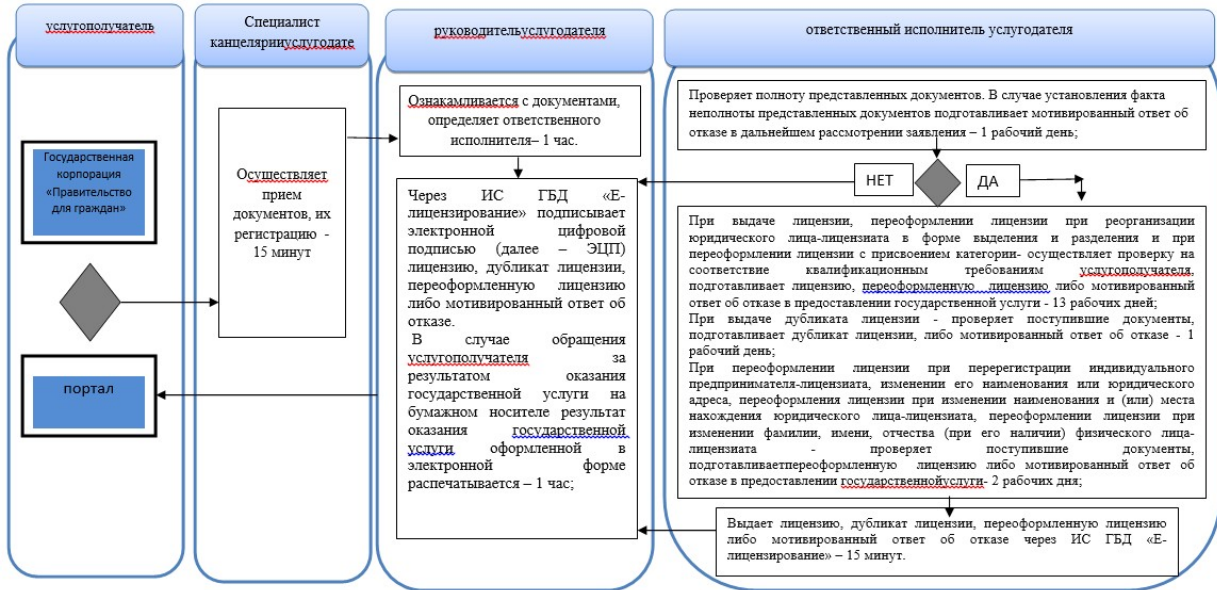 услугополучатель
Специалист
канцелярииуслугодате
руководительуслугодателя
ответственный исполнитель услугодателя
Государственная
корпорация
«Правительство
для граждан»
портал
Осуществляет
прием
документов, их
регистрацию -
15 минут
Ознакамливается с документами,
определяет ответственного
исполнителя– 1 час.
Через ИС ГБД «Е-
лицензирование» подписывает
электронной цифровой
подписью (далее – ЭЦП)
лицензию, дубликат лицензии,
переоформленную лицензию
либо мотивированный ответ об
отказе.
В случае обращения
услугополучателя за
результатом оказания
государственной услуги на
бумажном носителе результат
оказания государственной
услуги оформленной в
электронной форме
распечатывается – 1 час;
Проверяет полноту представленных документов. В случае установления факта
неполноты представленных документов подготавливает мотивированный ответ об
отказе в дальнейшем рассмотрении заявления – 1 рабочий день;
НЕТ
ДА
При выдаче лицензии, переоформлении лицензии при реорганизации
юридического лица-лицензиата в форме выделения и разделения и при
переоформлении лицензии с присвоением категории- осуществляет проверку на
соответствие квалификационным требованиям услугополучателя,
подготавливает лицензию, переоформленную лицензию либо мотивированный
ответ об отказе в предоставлении государственной услуги - 13 рабочих дней;
При выдаче дубликата лицензии - проверяет поступившие документы,
подготавливает дубликат лицензии, либо мотивированный ответ об отказе - 1
рабочий день;
При переоформлении лицензии при перерегистрации индивидуального
предпринимателя-лицензиата, изменении его наименования или юридического
адреса, переоформления лицензии при изменении наименования и (или) места
нахождения юридического лица-лицензиата, переоформлении лицензии при
изменении фамилии, имени, отчества (при его наличии) физического лица-
лицензиата - проверяет поступившие документы,
подготавливаетпереоформленную лицензию либо мотивированный ответ об
отказе в предоставлении государственнойуслуги- 2 рабочих дня;
Выдает лицензию, дубликат лицензии, переоформленную лицензию
либо мотивированный ответ об отказе через ИС ГБД «Е-
лицензирование» – 15 минут.